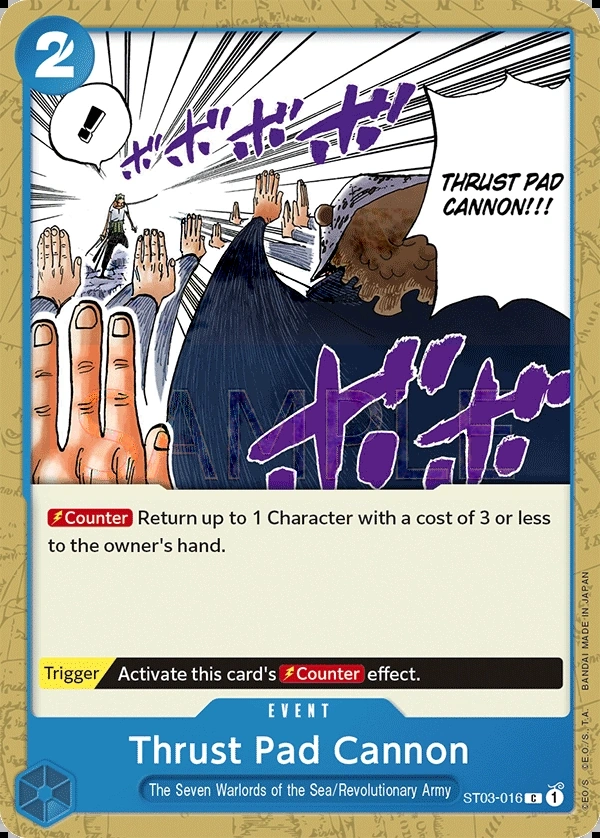 2
!
ボボボボ
THRUST PAD
CANNON!!!
ボボ
SAMPLE
Counter Return up to 1 Character with a cost of 3 or less
to the owner's hand.
Trigger Activate this card's Counter effect.
EVENT
Thrust Pad Cannon
The Seven Warlords of the Sea/Revolutionary Army
ST03-016 C 1
©E.O./S. ©E.O./S.,T.A. BANDAI MADE IN JAPAN